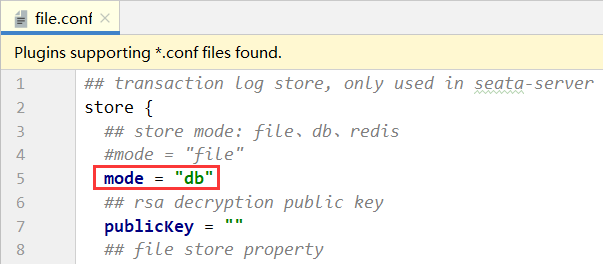 file.conf
Plugins supporting *.conf files found.
1 ## transaction log store, only used in seata-server
2 store {
3 ## store mode: file、db、redis
4 #mode = "file"
5 mode = "db"
6 ## rsa decryption public key
7 publicKey = ""
8 ## file store property